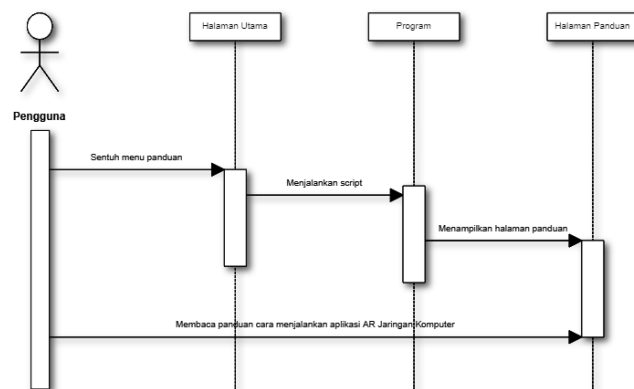 Halaman Utama
Program
Halaman Panduan
Pengguna
Sentuh menu panduan
Menjalankan script
Menampilkan halaman panduan
Membaca panduan cara menjalankan aplikasi AR Jaringan Komputer